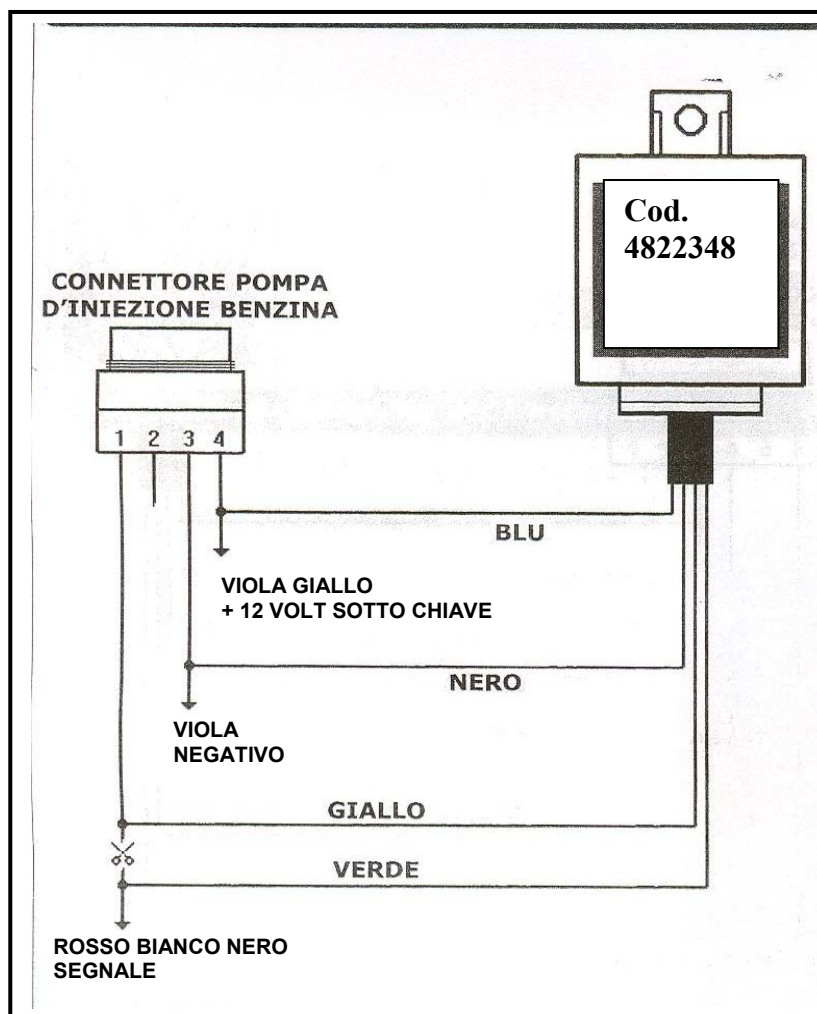 Cod.
4822348
CONNETTORE POMPA
D'INIEZIONE BENZINA
1 2 3 4
BLU
VIOLA GIALLO
+ 12 VOLT SOTTO CHIAVE
NERO
VIOLA
NEGATIVO
GIALLO
VERDE
ROSSO BIANCO NERO
SEGNALE